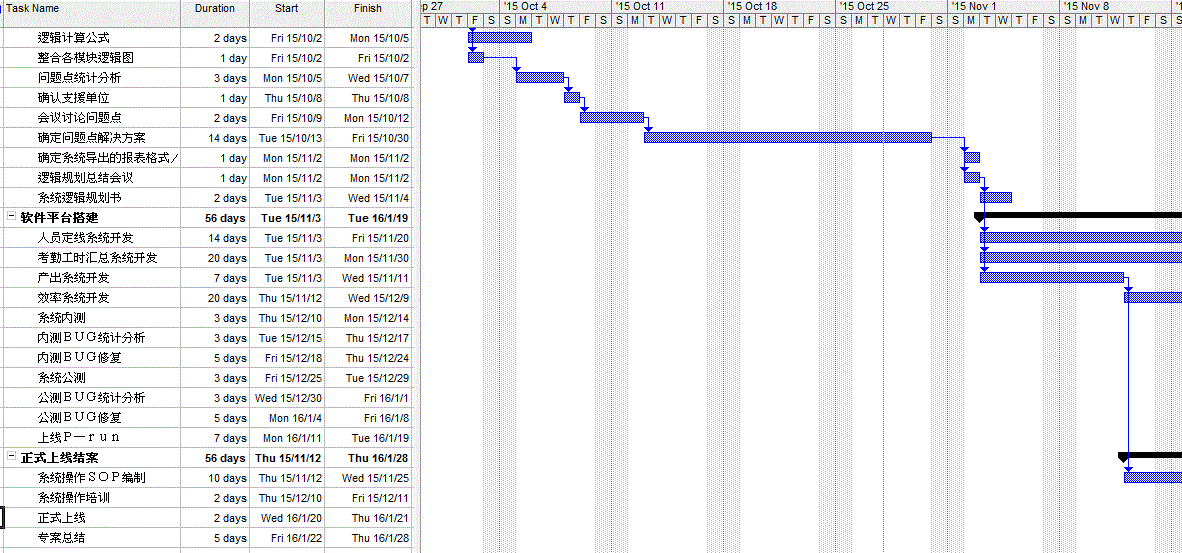 Task Name Duration Start Finish p 27 '15 Oct 4 '15 Oct 11 '15 Oct 18 '15 Oct 25 '15 Nov 1 '15 Nov 8
T W T F S S M T W T F S S M T W T F S S M T W T F S S M T W T F S S M T W T F S S M T W T F S S
逻辑计算公式 2 days Fri 15/10/2 Mon 15/10/5
整合各模块逻辑图 1 day Fri 15/10/2 Fri 15/10/2
问题点统计分析 3 days Mon 15/10/5 Wed 15/10/7
确认支援单位 1 day Thu 15/10/8 Thu 15/10/8
会议讨论问题点 2 days Fri 15/10/9 Mon 15/10/12
确定问题点解决方案 14 days Tue 15/10/13 Fri 15/10/30
确定系统导出的报表格式/ 1 day Mon 15/11/2 Mon 15/11/2
逻辑规划总结会议 1 day Mon 15/11/2 Mon 15/11/2
系统逻辑规划书 2 days Tue 15/11/3 Wed 15/11/4
软件平台搭建 56 days Tue 15/11/3 Tue 16/1/19
人员定线系统开发 14 days Tue 15/11/3 Fri 15/11/20
考勤工时汇总系统开发 20 days Tue 15/11/3 Mon 15/11/30
产出系统开发 7 days Tue 15/11/3 Wed 15/11/11
效率系统开发 20 days Thu 15/11/12 Wed 15/12/9
系统内测 3 days Thu 15/12/10 Mon 15/12/14
内测BUG统计分析 3 days Tue 15/12/15 Thu 15/12/17
内测BUG修复 5 days Fri 15/12/18 Thu 15/12/24
系统公测 3 days Fri 15/12/25 Tue 15/12/29
公测BUG统计分析 3 days Wed 15/12/30 Fri 16/1/1
公测BUG修复 5 days Mon 16/1/4 Fri 16/1/8
上线P－run 7 days Mon 16/1/11 Tue 16/1/19
正式上线结案 56 days Thu 15/11/12 Thu 16/1/28
系统操作SOP编制 10 days Thu 15/11/12 Wed 15/11/25
系统操作培训 2 days Thu 15/12/10 Fri 15/12/11
正式上线 2 days Wed 16/1/20 Thu 16/1/21
专案总结 5 days Fri 16/1/22 Thu 16/1/28